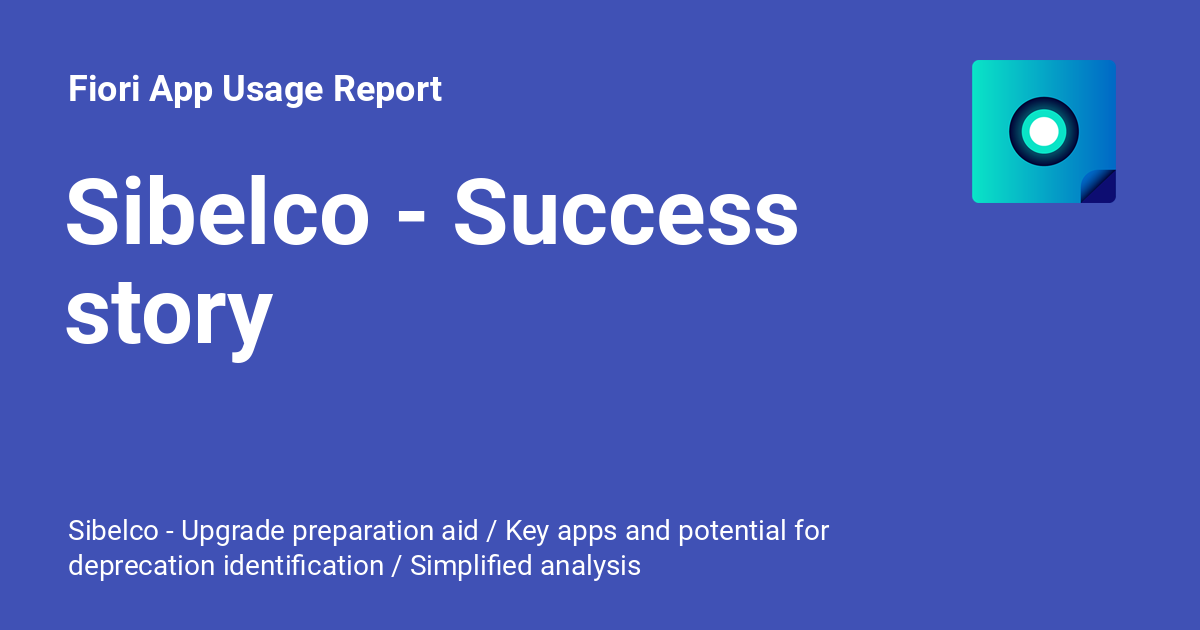 Fiori App Usage Report
Sibelco - Success
story
Sibelco - Upgrade preparation aid / Key apps and potential for
deprecation identification / Simplified analysis